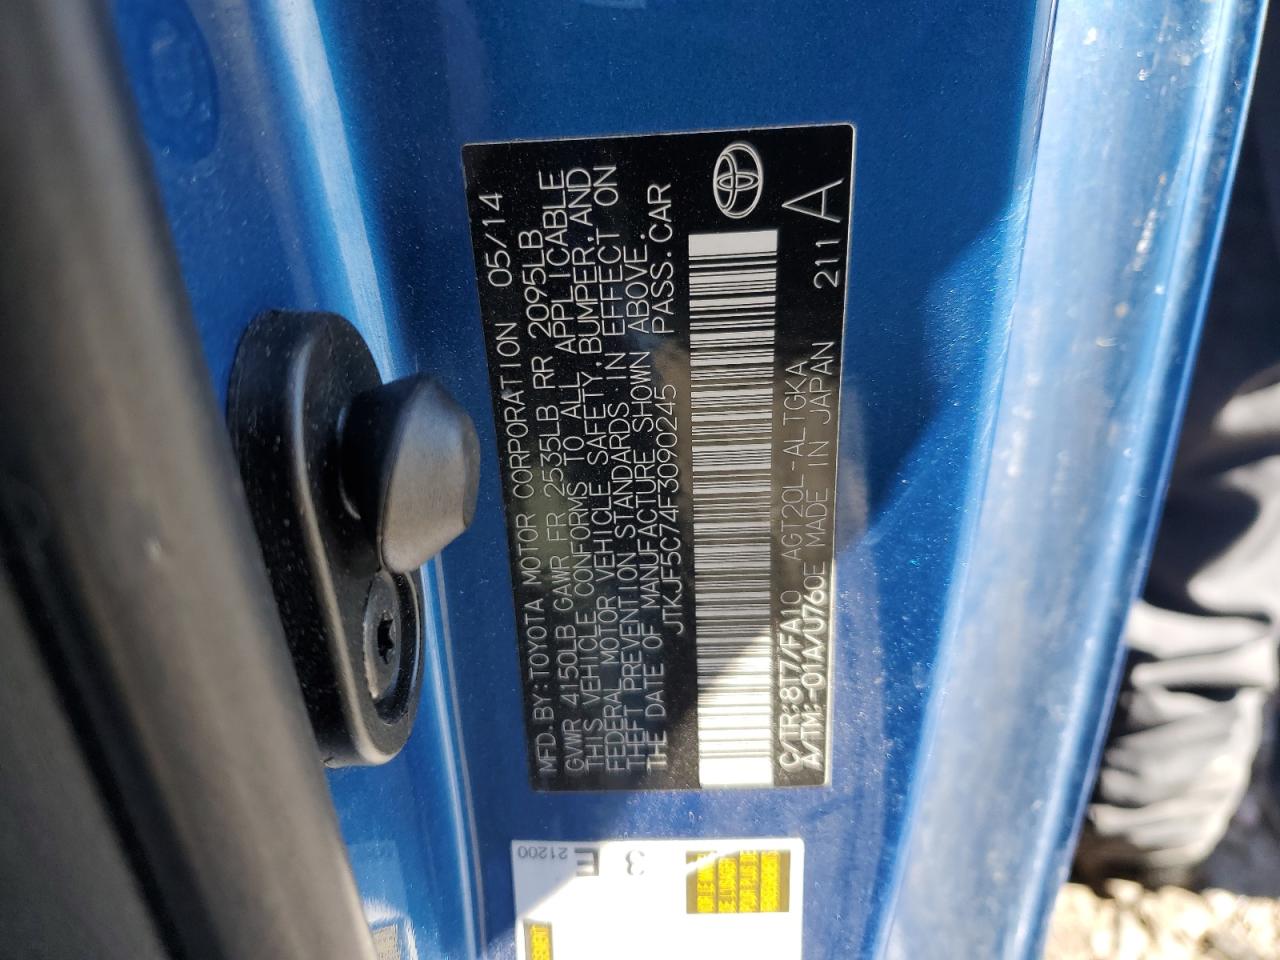 MFD. BY: TOYOTA MOTOR CORPORATION 05/14
GVWR 4150LB GAWR FR 2535LB RR 2095LB
THIS VEHICLE CONFORMS TO ALL APPLICABLE
FEDERAL MOTOR VEHICLE SAFETY, BUMPER, AND
THEFT PREVENTION STANDARDS IN EFFECT ON
THE DATE OF MANUFACTURE SHOWN ABOVE.
JTKJF5C74F3090245 PASS. CAR
C/TR: 8T7/FA10 AGT20L-ALTGKA 211 A
A/TM: -01A/U760E MADE IN JAPAN
21200
E
3